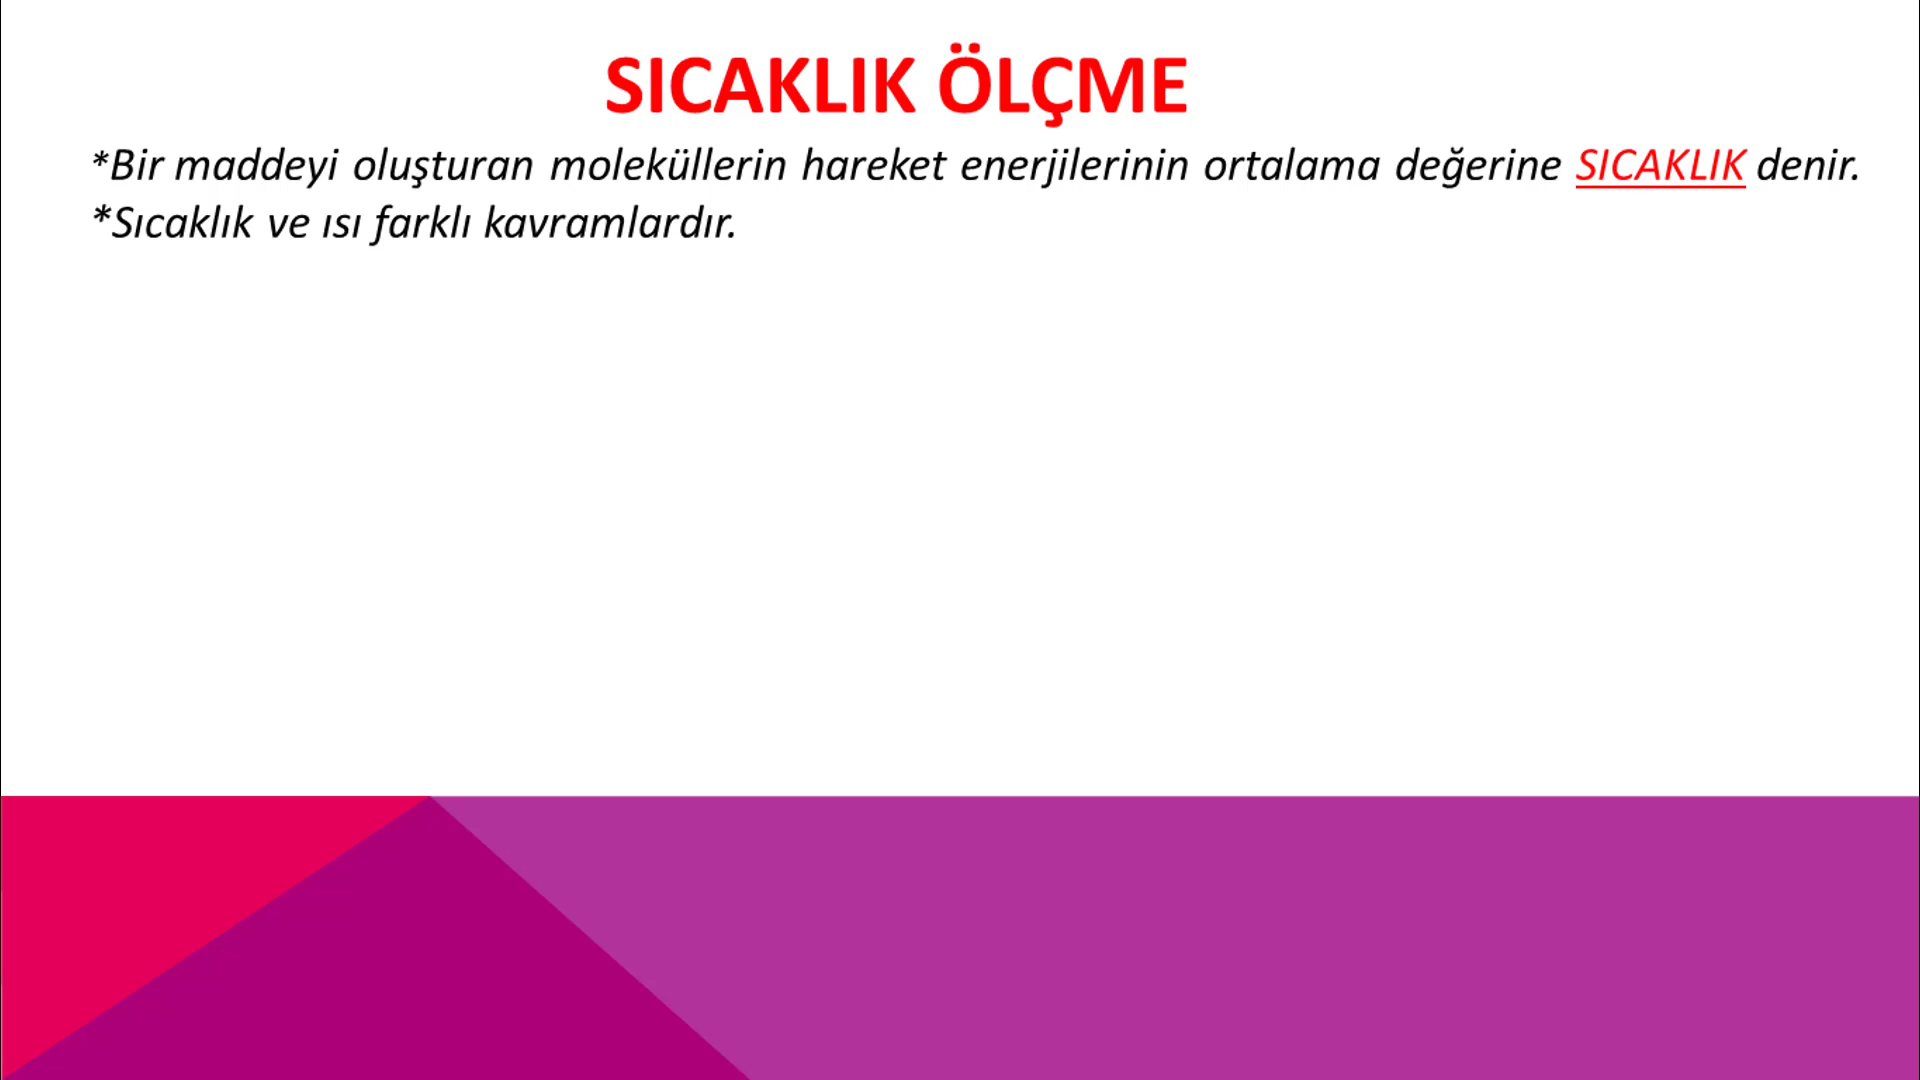 SICAKLIK ÖLÇME
*Bir maddeyi oluşturan moleküllerin hareket enerjilerinin ortalama değerine SICAKLIK denir.
*Sıcaklık ve ısı farklı kavramlardır.